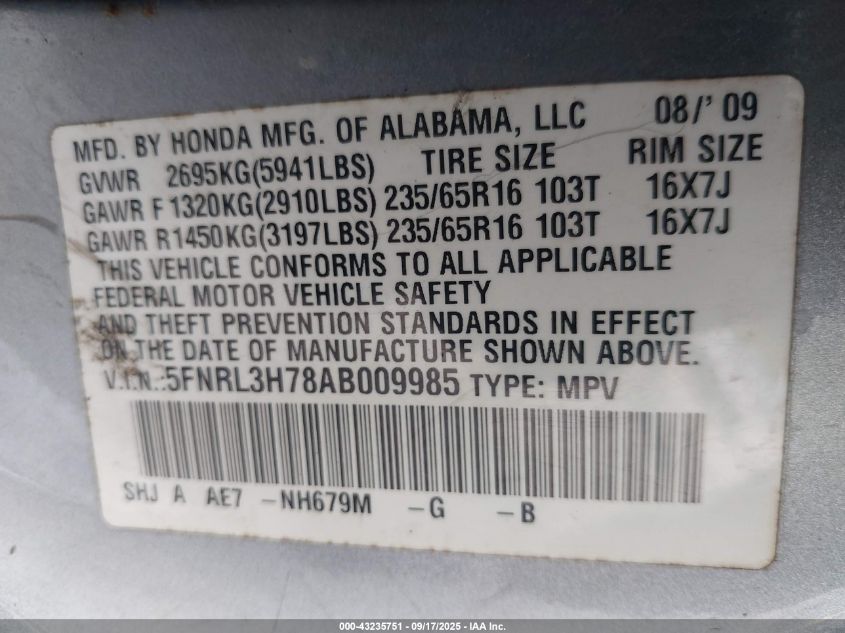 MFD. BY HONDA MFG. OF ALABAMA, LLC 08/'09
GVWR 2695KG(5941LBS) TIRE SIZE RIM SIZE
GAWR F1320KG(2910LBS) 235/65R16 103T 16X7J
GAWR R1450KG(3197LBS) 235/65R16 103T 16X7J
THIS VEHICLE CONFORMS TO ALL APPLICABLE
FEDERAL MOTOR VEHICLE SAFETY
AND THEFT PREVENTION STANDARDS IN EFFECT
ON THE DATE OF MANUFACTURE SHOWN ABOVE.
V.I.N.:5FNRL3H78AB009985 TYPE: MPV
SHJ A AE7 -NH679M -G -B
000-43235751 — 09/17/2025 — IAA Inc.